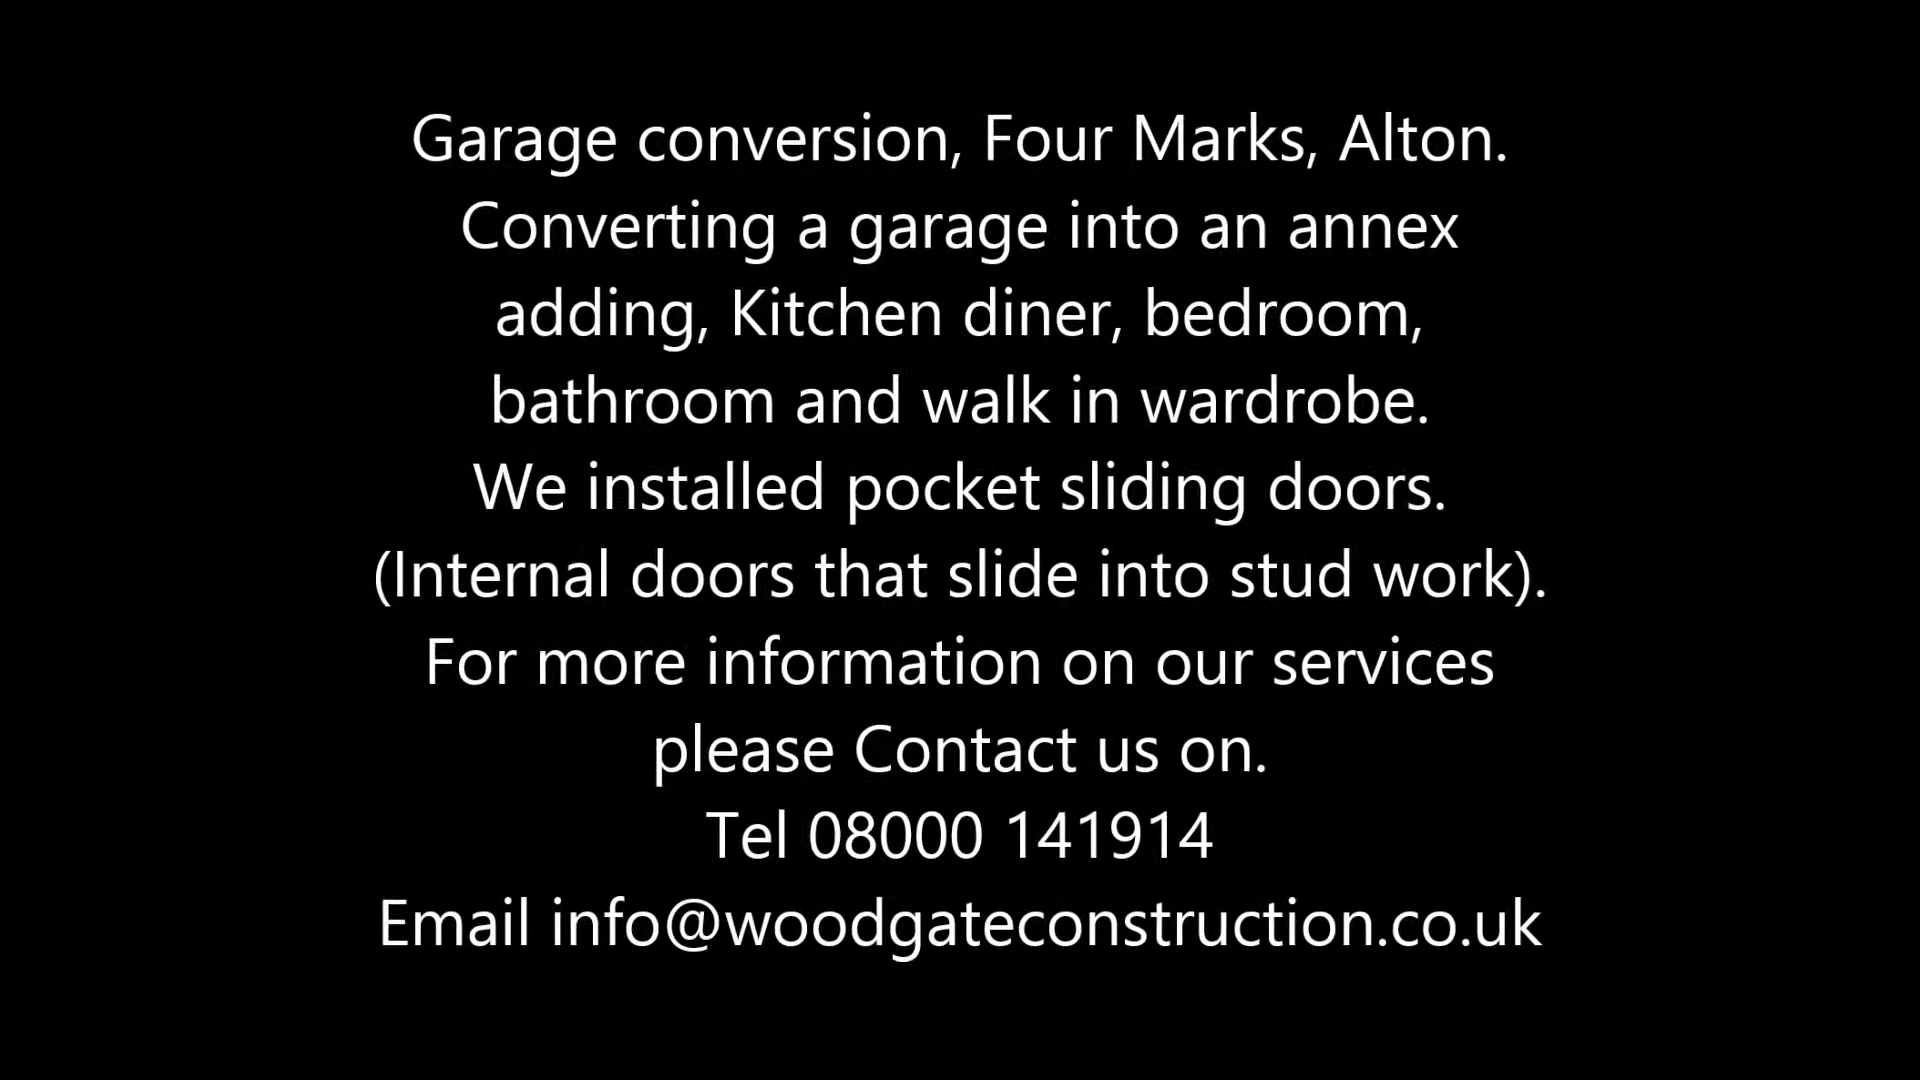 Garage conversion, Four Marks, Alton.
Converting a garage into an annex
adding, Kitchen diner, bedroom,
bathroom and walk in wardrobe.
We installed pocket sliding doors.
(Internal doors that slide into stud work).
For more information on our services
please Contact us on.
Tel 08000 141914
Email info@woodgateconstruction.co.uk